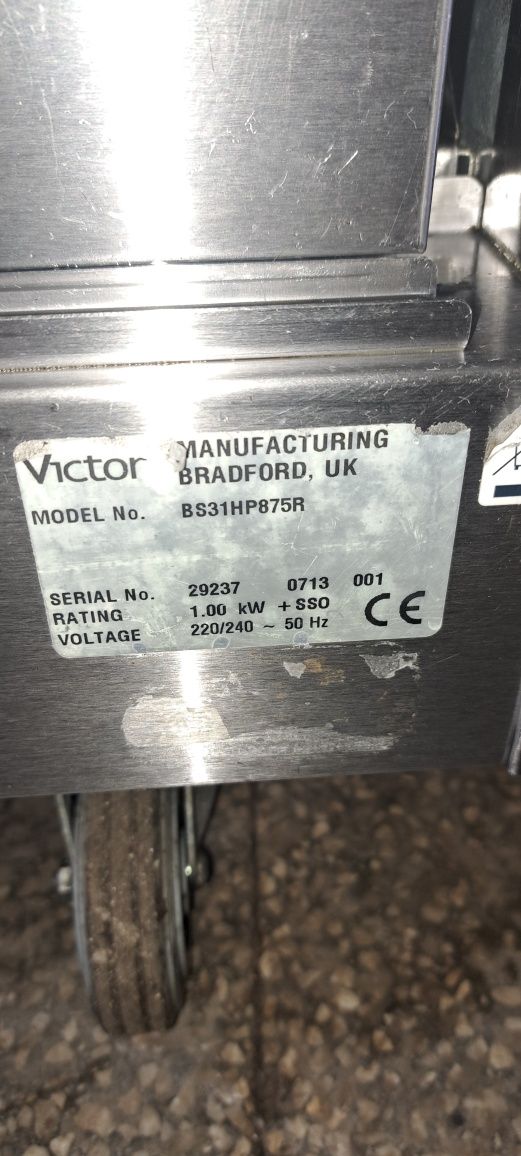 Victor MANUFACTURING
BRADFORD, UK
MODEL No. BS31HP875R
SERIAL No. 29237 0713 001
RATING 1.00 kW + SSO
VOLTAGE 220/240 ~ 50 Hz
CE